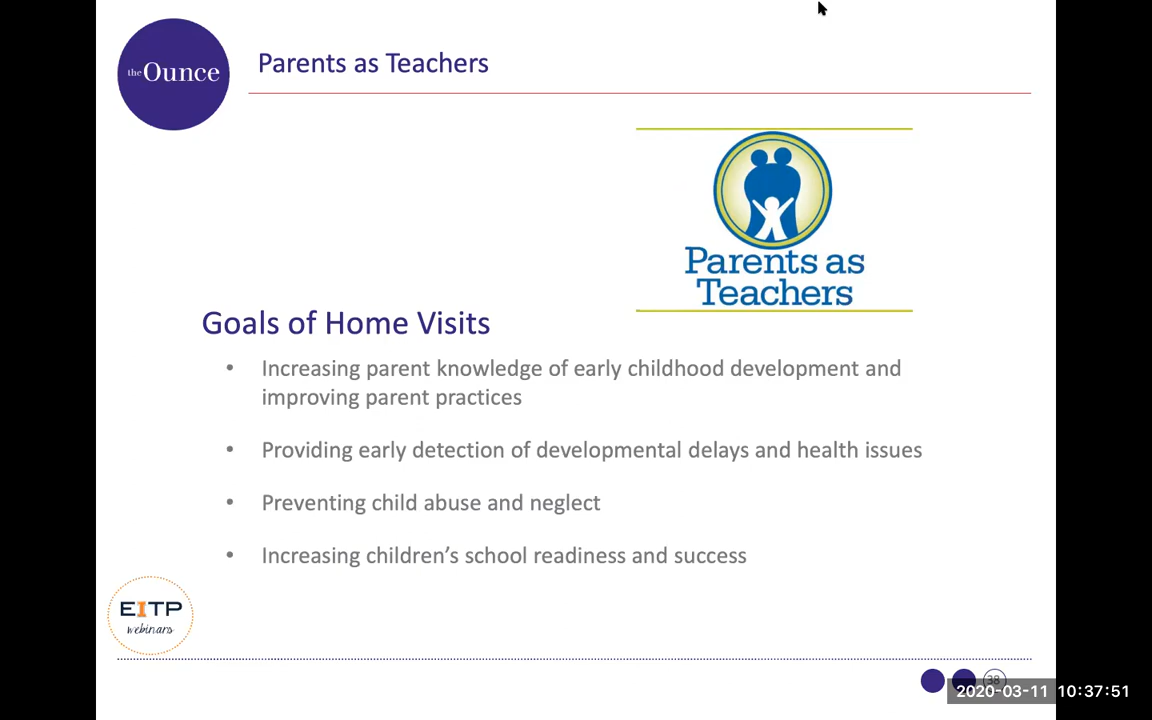 theOunce
Parents as Teachers
Parents as
Teachers
Goals of Home Visits
• Increasing parent knowledge of early childhood development and
improving parent practices
• Providing early detection of developmental delays and health issues
• Preventing child abuse and neglect
• Increasing children’s school readiness and success
EITP
webinars
38
2020-03-11 10:37:51